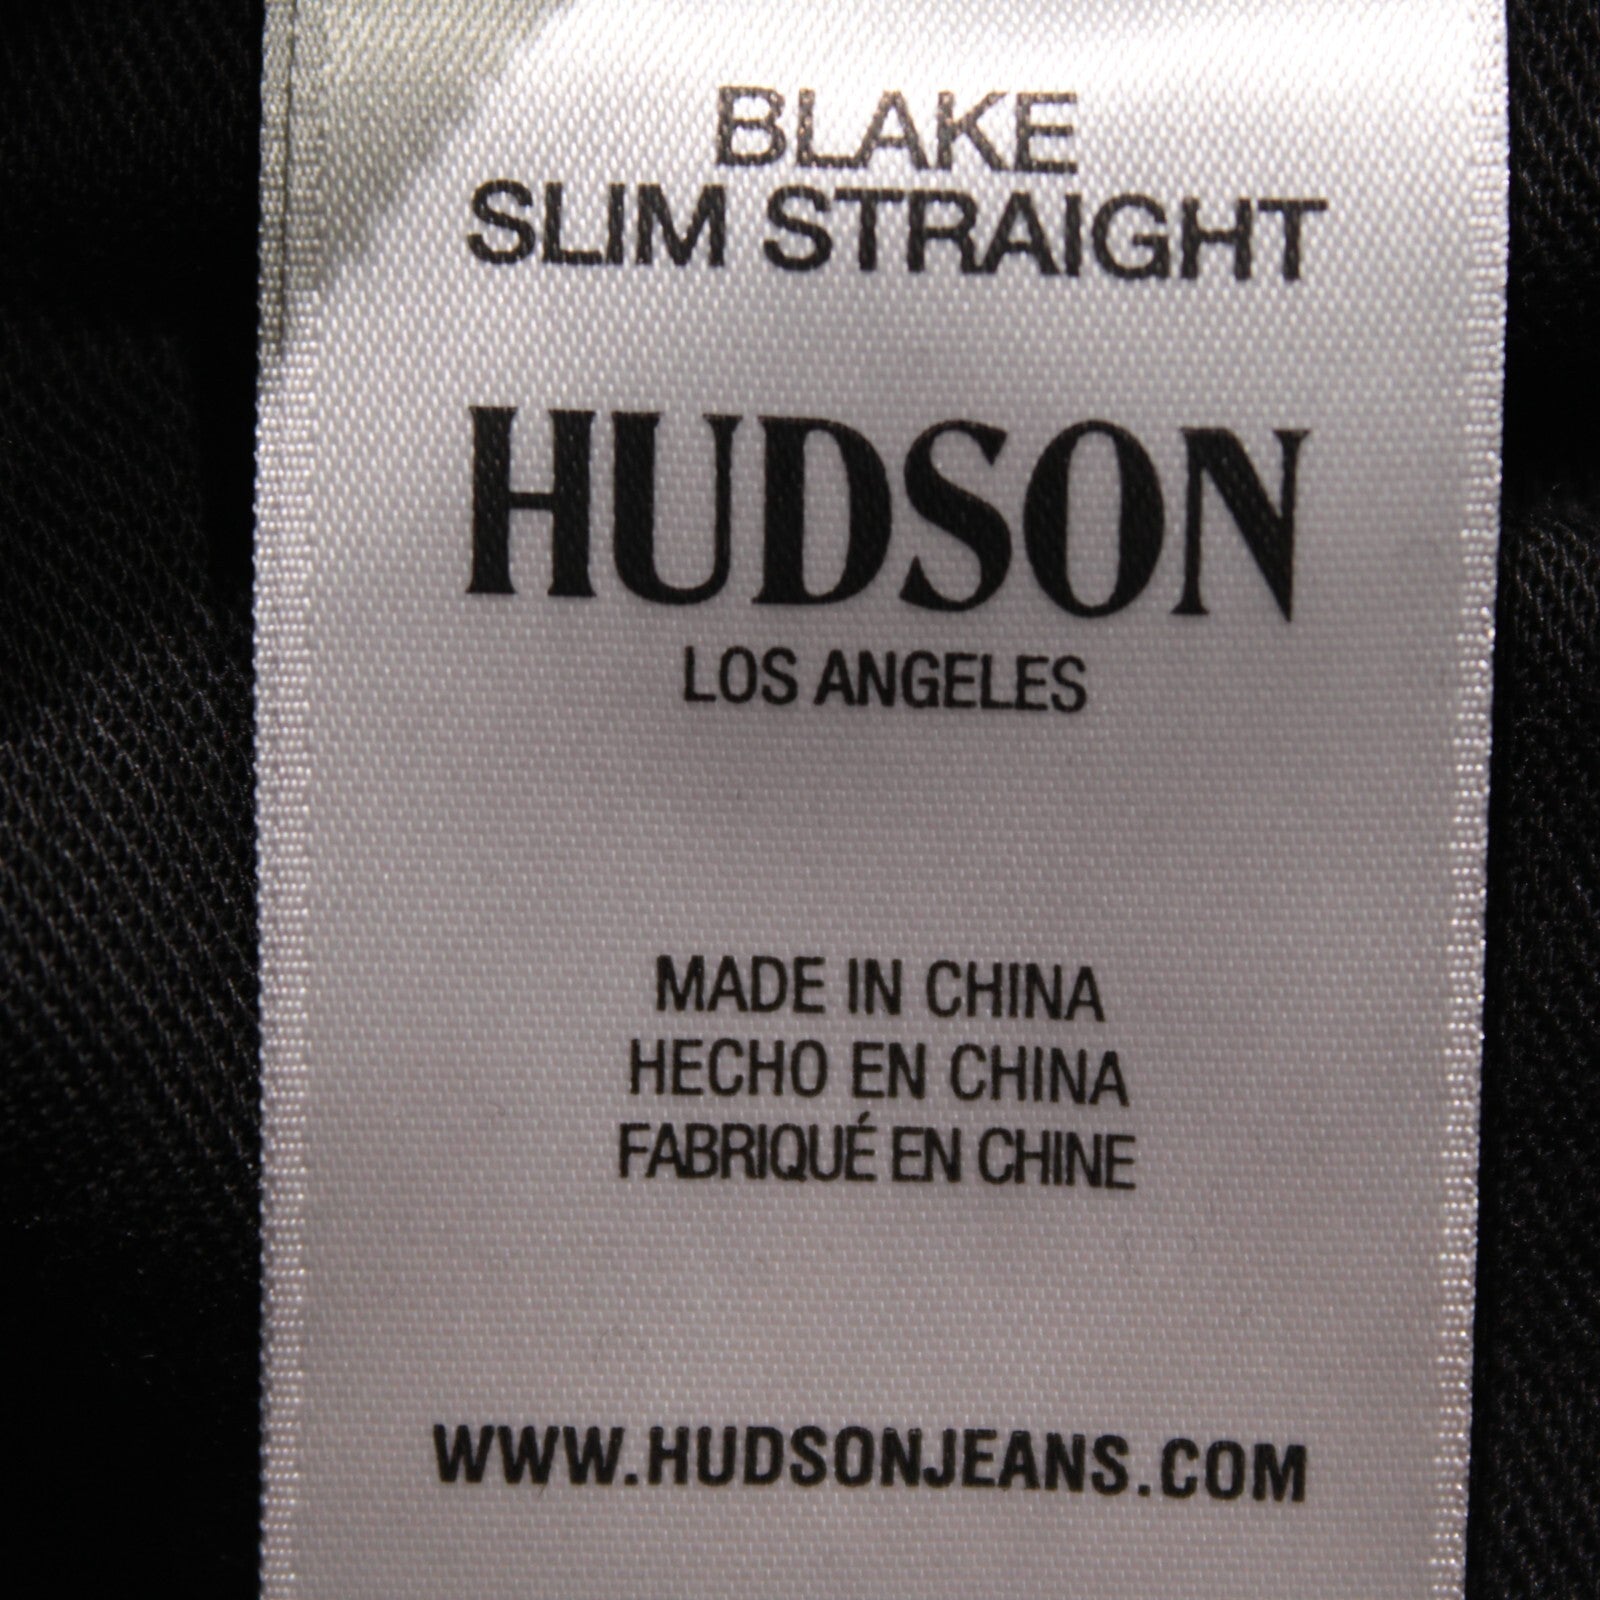 BLAKE
SLIM STRAIGHT
HUDSON
LOS ANGELES
MADE IN CHINA
HECHO EN CHINA
FABRIQUÉ EN CHINE
WWW.HUDSONJEANS.COM